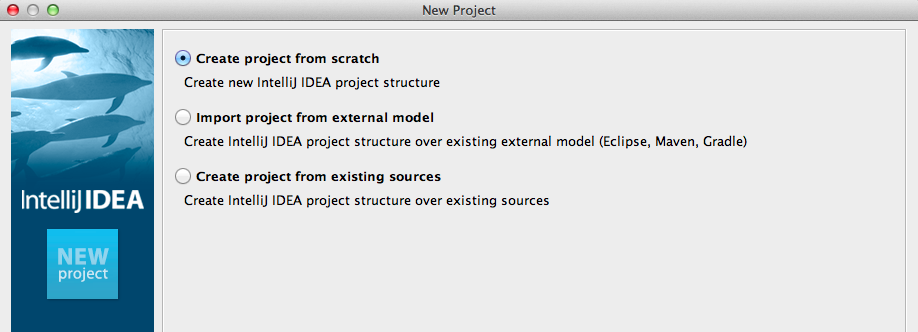 New Project
Create project from scratch
Create new IntelliJ IDEA project structure
Import project from external model
Create IntelliJ IDEA project structure over existing external model (Eclipse, Maven, Gradle)
Create project from existing sources
Create IntelliJ IDEA project structure over existing sources
IntelliJ IDEA
NEW
project